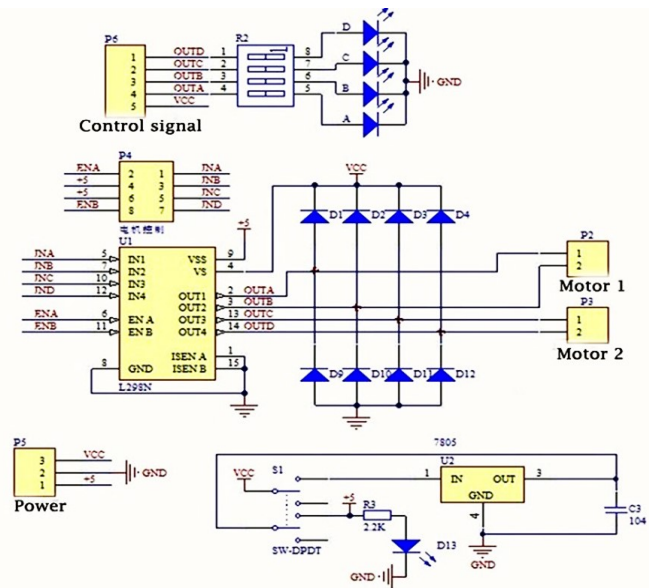 P6
1 OUTD 1
2 OUTC 2
3 OUTB 3
4 OUTA 4
5 VCC
Control signal
R2
8 D
7 C
6 B
5 A
GND
P4
ENA 2 1 JNA
+5 4 3 JNB
+5 6 5 JNC
ENB 8 7 JND
电机控制
U1
JNA 5 IN1
JNB 7 IN2
JNC 10 IN3
JND 12 IN4
ENA 6 EN A
ENB 11 EN B
8 GND
VSS 9 +5
VS 4
OUT1 2 OUTA
OUT2 3 OUTB
OUT3 13 OUTC
OUT4 14 OUTD
ISEN A 1
ISEN B 15
L298N
VCC
D1 D2 D3 D4
D9 D10 D1 D12
P2
1
2
Motor 1
P3
1
2
Motor 2
P5
3 VCC
2 GND
1 +5
Power
7805
S1
VCC
SW-DPDT
+5
R3
2.2K
D13
GND
U2
1 IN OUT 3
GND
4
GND
C3
104